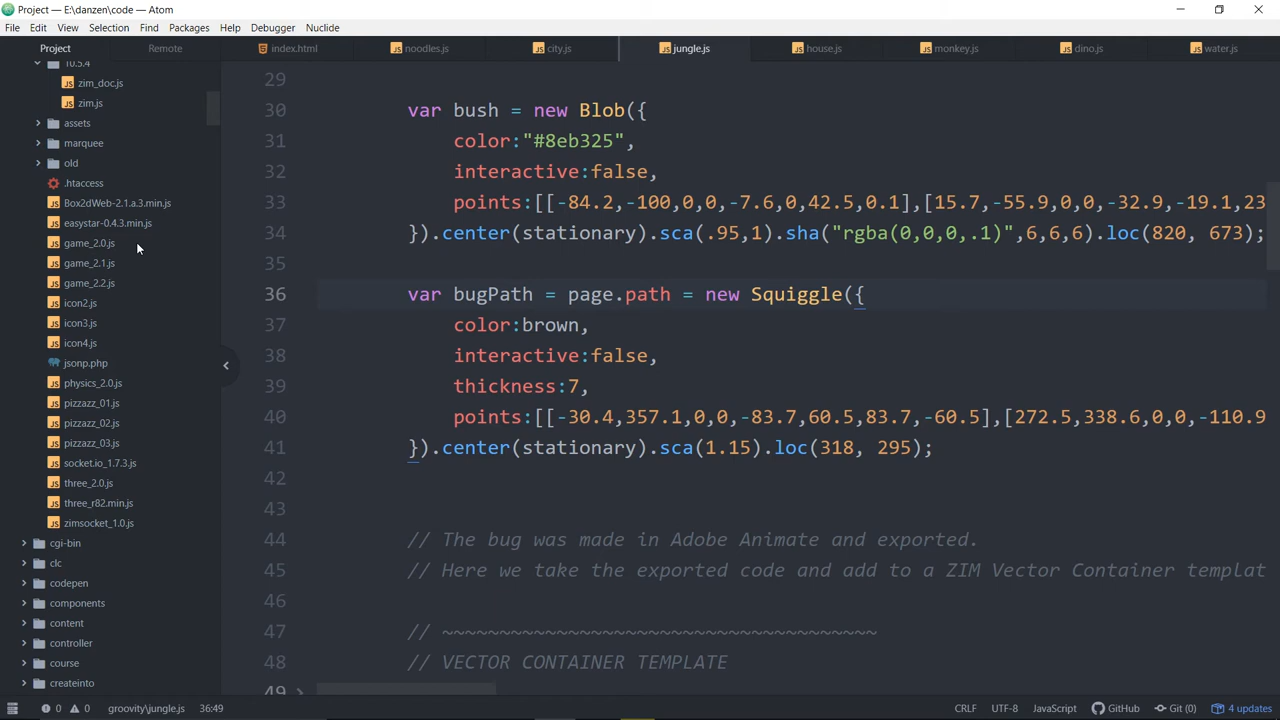 Project — E:\danzen\code — Atom
File Edit View Selection Find Packages Help Debugger Nuclide
Project Remote
index.html noodles.js city.js jungle.js house.js monkey.js dino.js water.js
10.5.4
zim_doc.js
zim.js
assets
marquee
old
.htaccess
Box2dWeb-2.1.a.3.min.js
easystar-0.4.3.min.js
game_2.0.js
game_2.1.js
game_2.2.js
icon2.js
icon3.js
icon4.js
jsonp.php
physics_2.0.js
pizzazz_01.js
pizzazz_02.js
pizzazz_03.js
socket.io_1.7.3.js
three_2.0.js
three_r82.min.js
zimsocket_1.0.js
cgi-bin
clc
codepen
components
content
controller
course
createinto
29
30 var bush = new Blob({
31 color:"#8eb325",
32 interactive:false,
33 points:[[-84.2,-100,0,0,-7.6,0,42.5,0.1],[15.7,-55.9,0,0,-32.9,-19.1,23
34 }).center(stationary).sca(.95,1).sha("rgba(0,0,0,.1)",6,6,6).loc(820, 673);
35
36 var bugPath = page.path = new Squiggle({
37 color:brown,
38 interactive:false,
39 thickness:7,
40 points:[[-30.4,357.1,0,0,-83.7,60.5,83.7,-60.5],[272.5,338.6,0,0,-110.9
41 }).center(stationary).sca(1.15).loc(318, 295);
42
43
44 // The bug was made in Adobe Animate and exported.
45 // Here we take the exported code and add to a ZIM Vector Container templat
46
47 // ~~~~~~~~~~~~~~~~~~~~~~~~~~~~~~~~~~~~~~
48 // VECTOR CONTAINER TEMPLATE
49
0 0 groovity\jungle.js 36:49 CRLF UTF-8 JavaScript GitHub Git (0) 4 updates